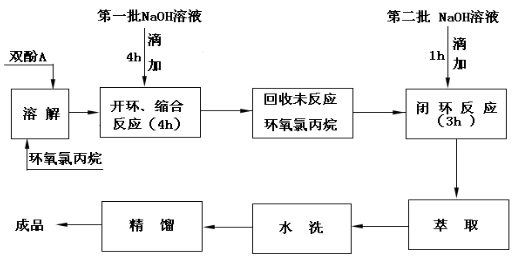 第一批NaOH溶液
第二批 NaOH溶液
双酚A
4h
滴加
1h
滴加
溶 解
开环、缩合
反应（4h）
回收未反应
环氧氯丙烷
闭 环 反 应
（3h）
环氧氯丙烷
成品
精 馏
水 洗
萃 取